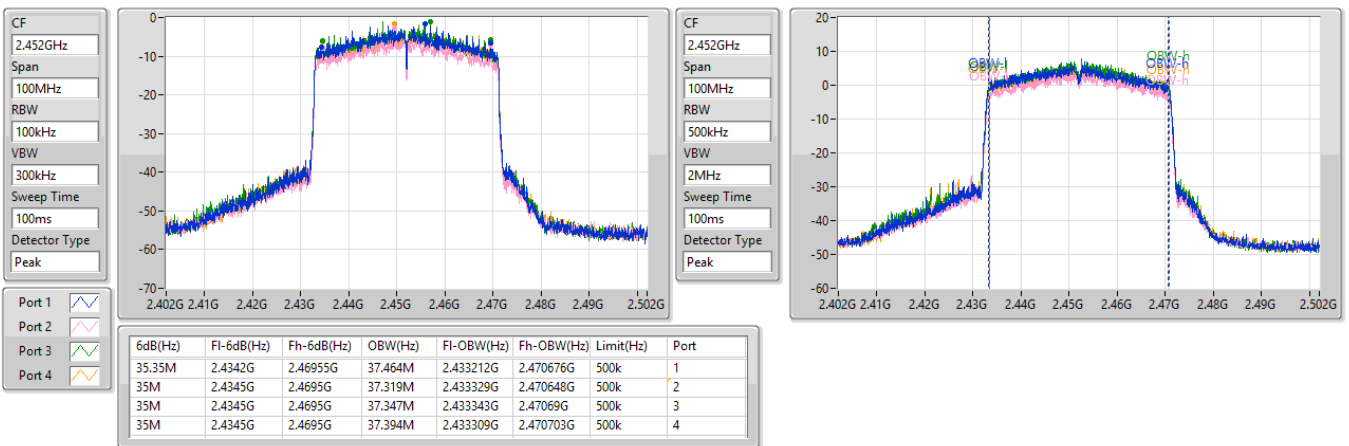 CF
2.452GHz
Span
100MHz
RBW
100kHz
VBW
300kHz
Sweep Time
100ms
Detector Type
Peak
Port 1
Port 2
Port 3
Port 4
0
-10
-20
-30
-40
-50
-60
-70
2.402G 2.41G 2.42G 2.43G 2.44G 2.45G 2.46G 2.47G 2.48G 2.49G 2.502G
CF
2.452GHz
Span
100MHz
RBW
500kHz
VBW
2MHz
Sweep Time
100ms
Detector Type
Peak
20
10
0
-10
-20
-30
-40
-50
-60
OBW-l
OBW-h
OBW-h
OBW-h
OBW-h
2.402G 2.41G 2.42G 2.43G 2.44G 2.45G 2.46G 2.47G 2.48G 2.49G 2.502G
6dB(Hz) Fl-6dB(Hz) Fh-6dB(Hz) OBW(Hz) Fl-OBW(Hz) Fh-OBW(Hz) Limit(Hz) Port
35.35M 2.4342G 2.46955G 37.464M 2.433212G 2.470676G 500k 1
35M 2.4345G 2.4695G 37.319M 2.433329G 2.470648G 500k 2
35M 2.4345G 2.4695G 37.347M 2.433343G 2.47069G 500k 3
35M 2.4345G 2.4695G 37.394M 2.433309G 2.470703G 500k 4